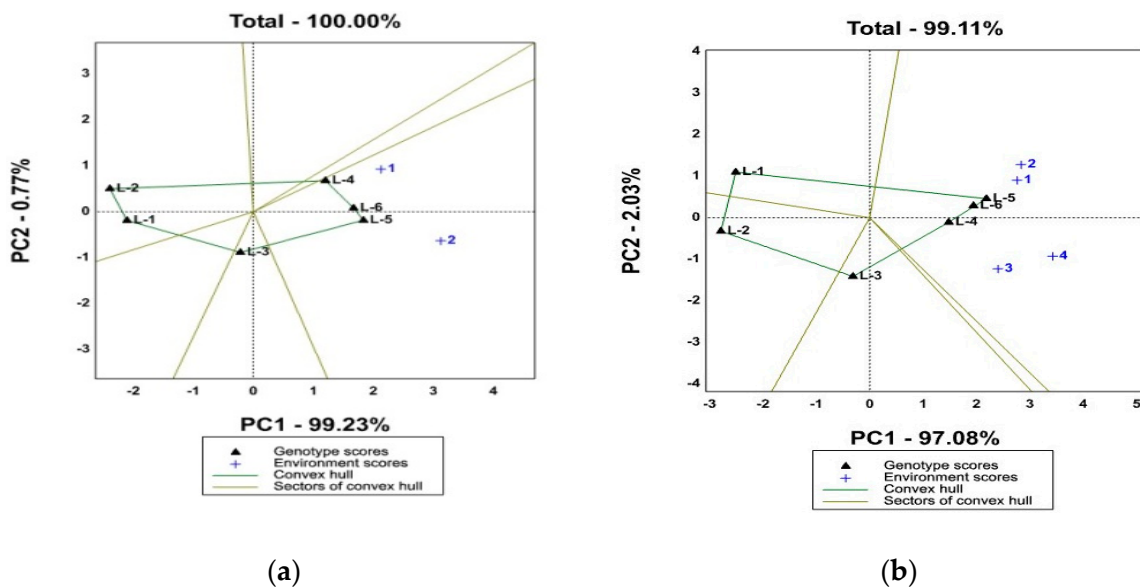 Total - 100.00%
PC2 - 0.77%
3
2
1
0
-1
-2
-3
L-2
L-1
L-3
L-4
L-6
L-5
1
2
-2
-1
0
1
2
3
4
PC1 - 99.23%
Genotype scores
Environment scores
Convex hull
Sectors of convex hull
(a)
Total - 99.11%
PC2 - 2.03%
4
3
2
1
0
-1
-2
-3
-4
L-1
L-2
L-3
L-5
L-6
L-4
2
1
3
4
-3
-2
-1
0
1
2
3
4
5
PC1 - 97.08%
Genotype scores
Environment scores
Convex hull
Sectors of convex hull
(b)